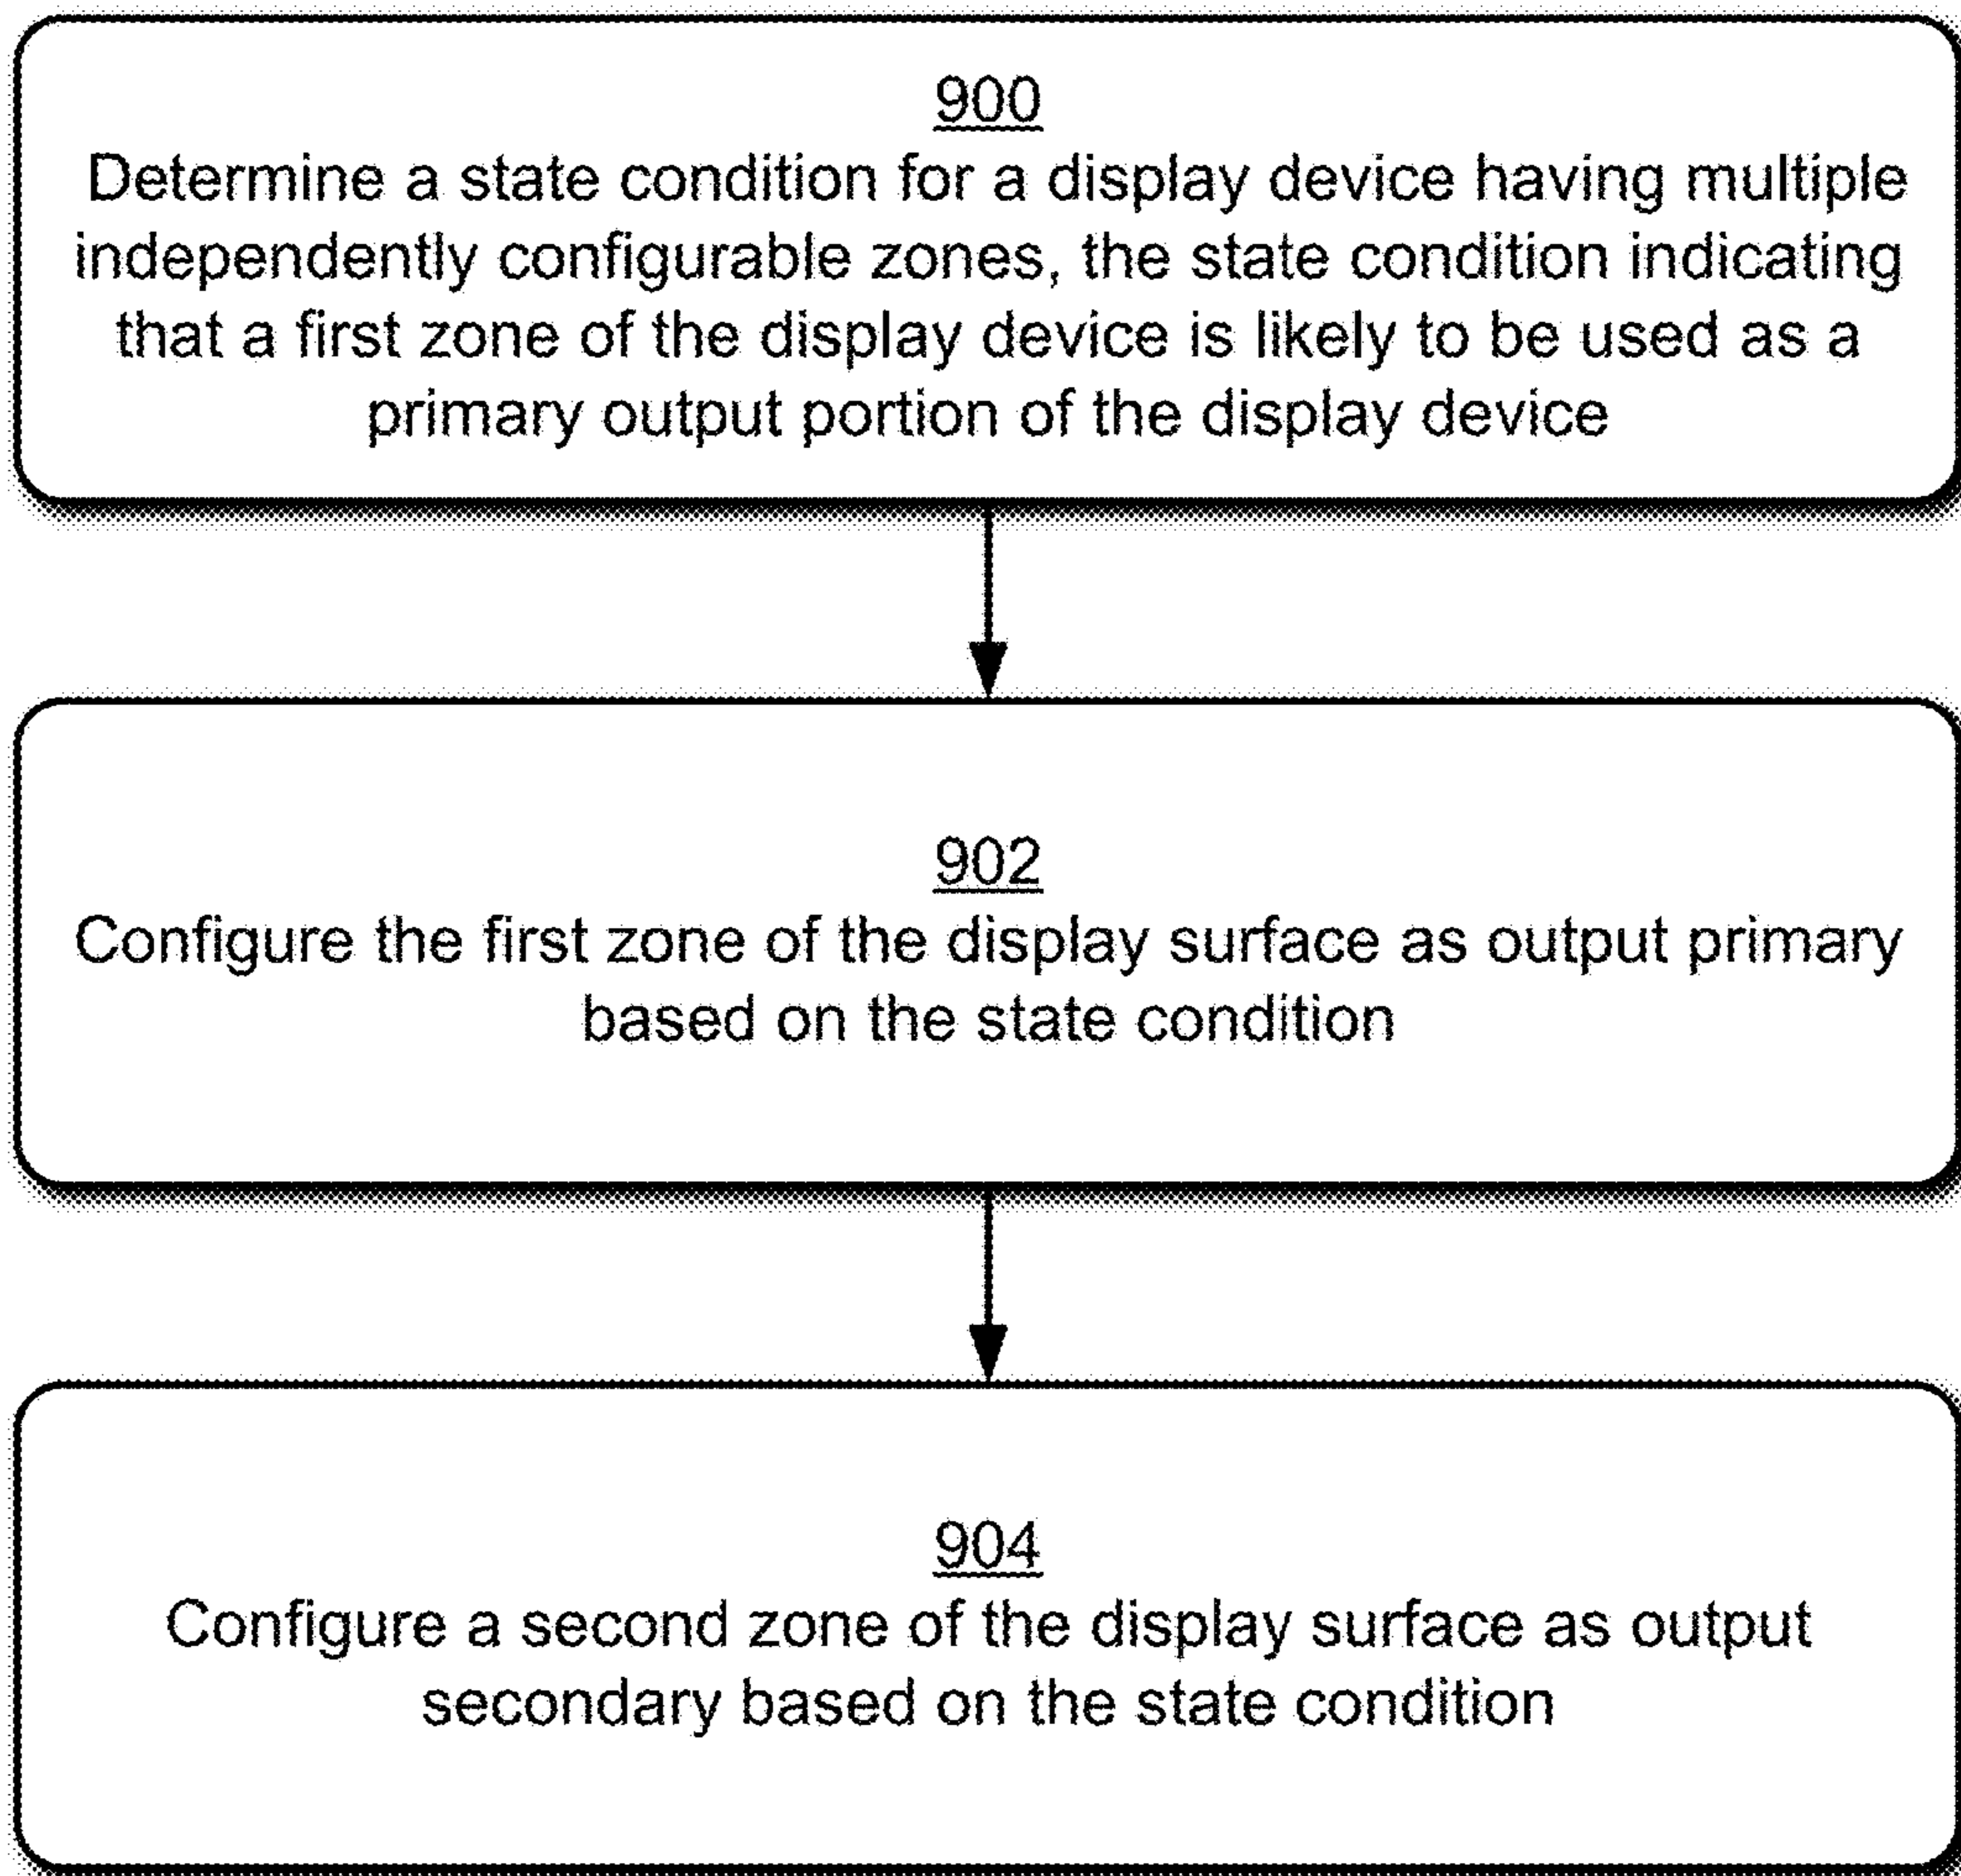 900
Determine a state condition for a display device having multiple
independently configurable zones, the state condition indicating
that a first zone of the display device is likely to be used as a
primary output portion of the display device
902
Configure the first zone of the display surface as output primary
based on the state condition
904
Configure a second zone of the display surface as output
secondary based on the state condition